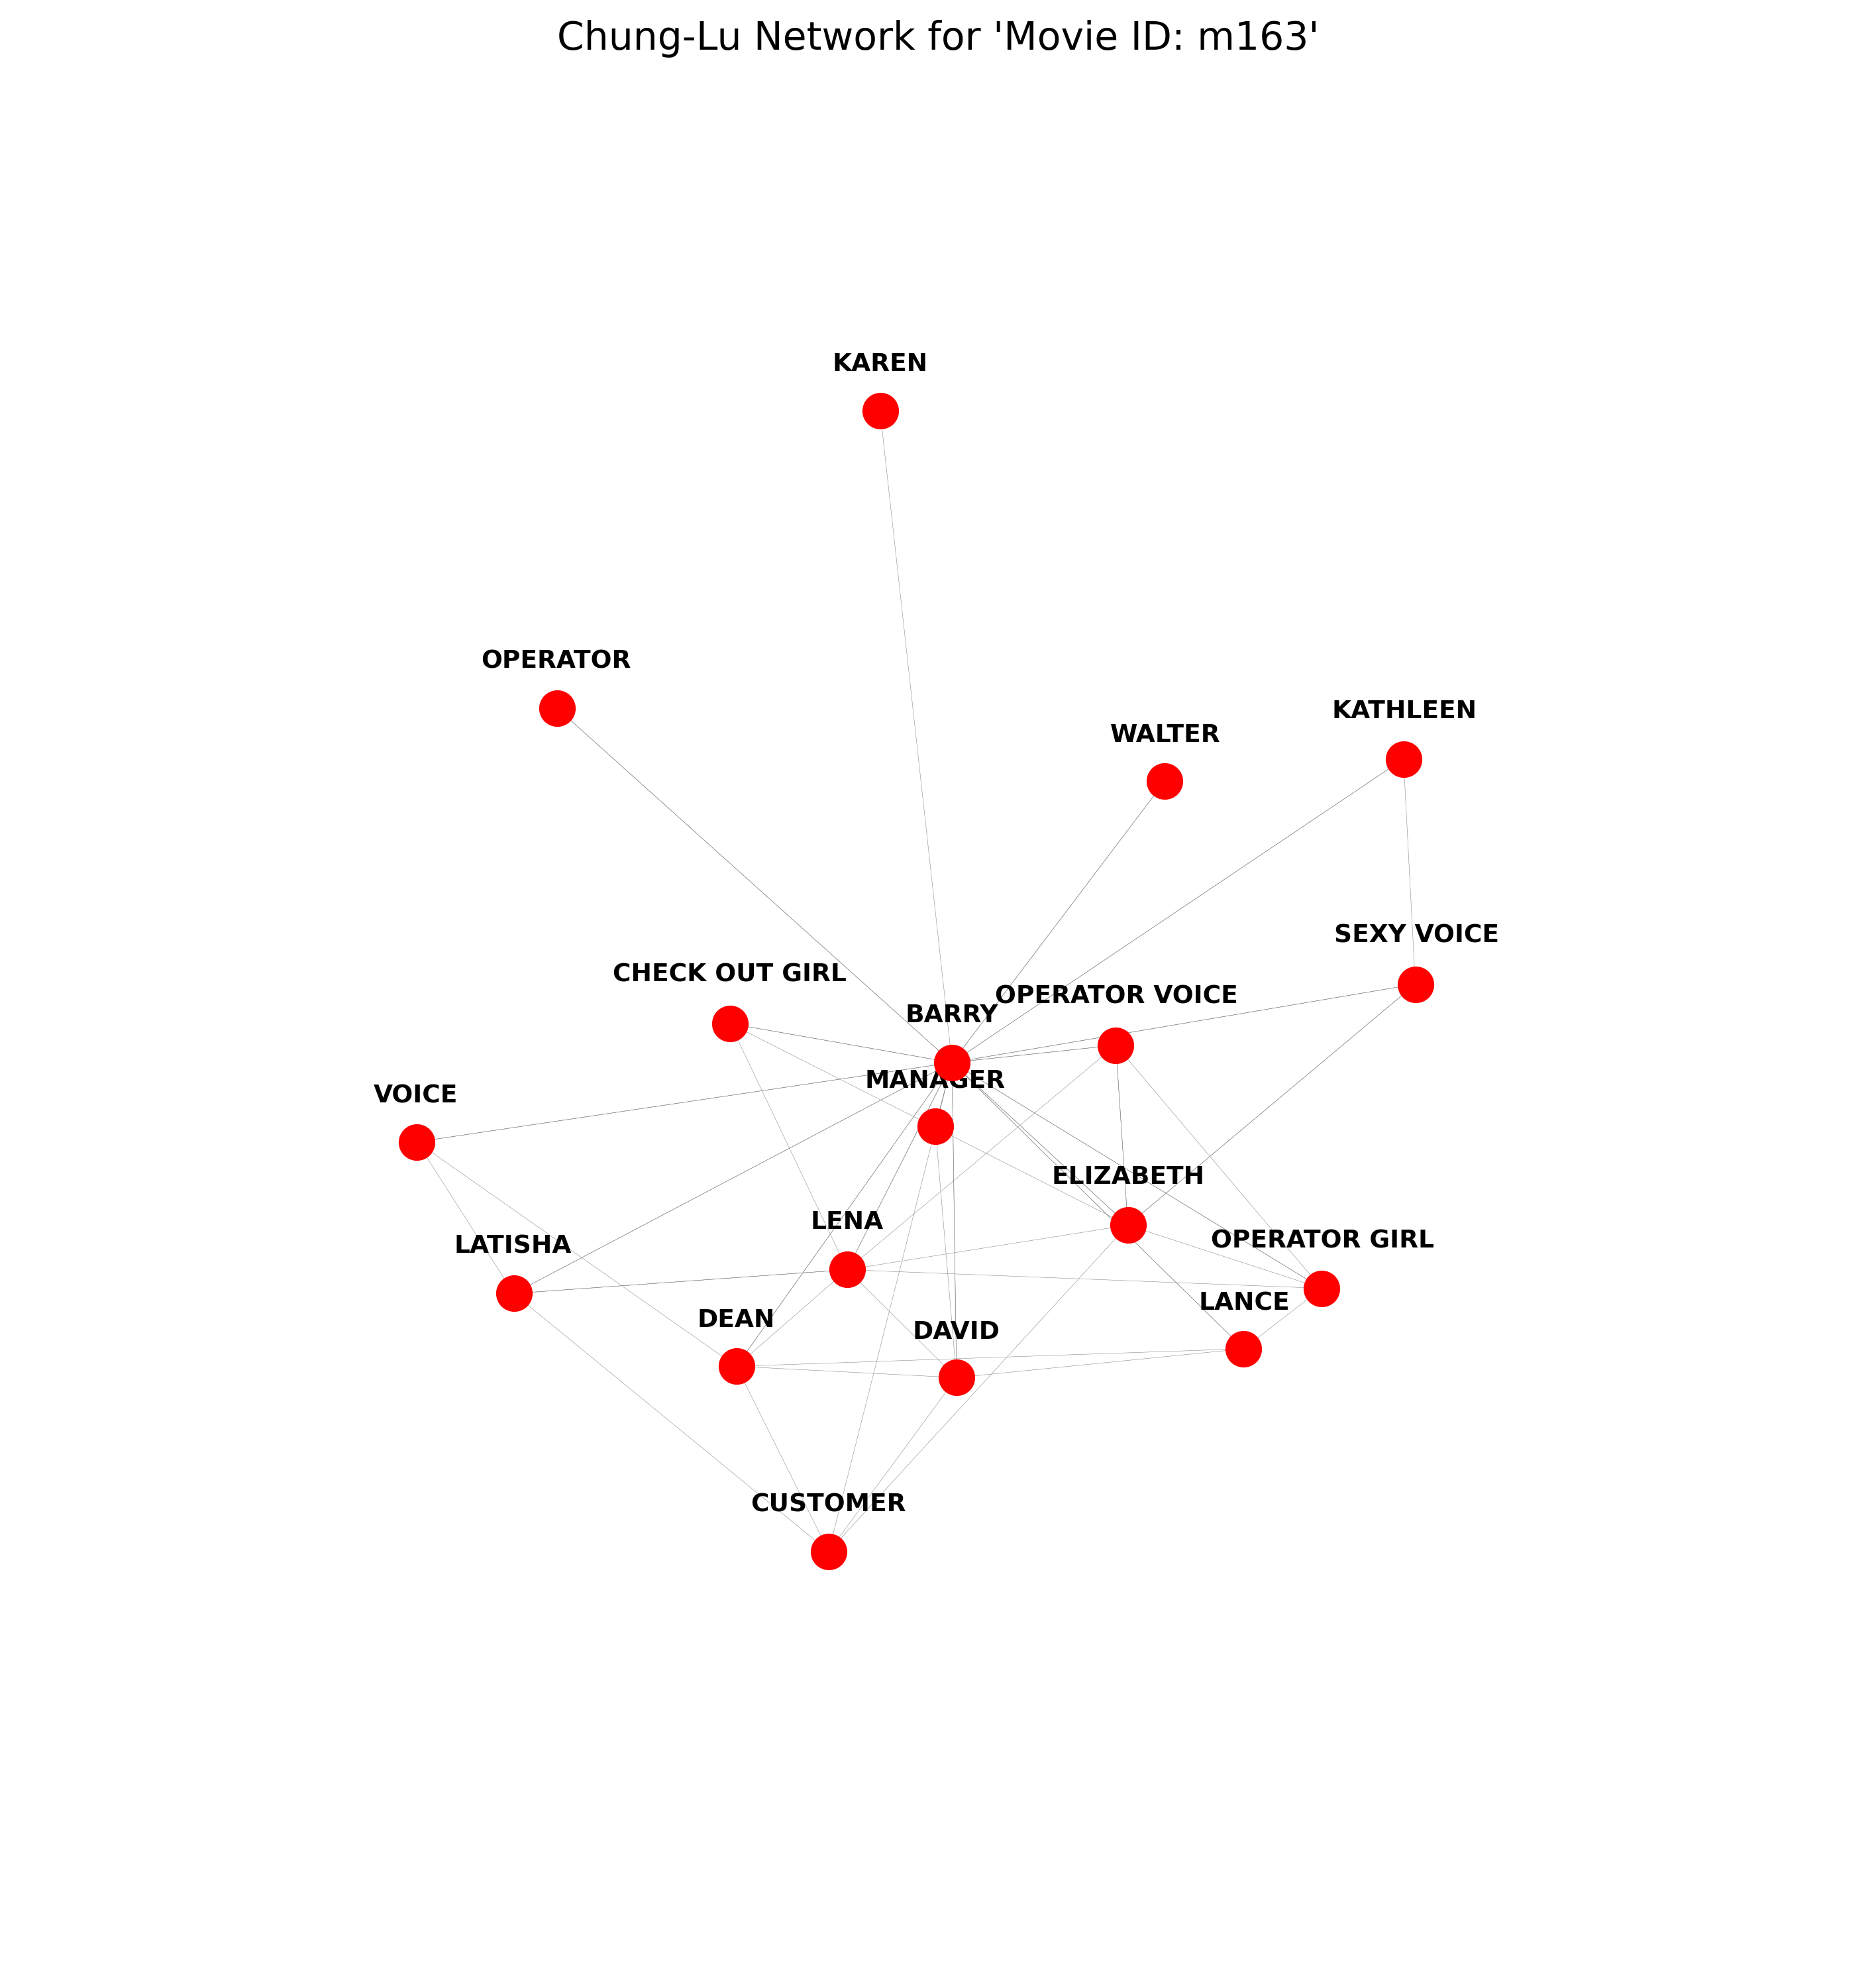 Chung-Lu Network for 'Movie ID: m163'
KAREN
OPERATOR
KATHLEEN
WALTER
SEXY VOICE
CHECK OUT GIRL
OPERATOR VOICE
BARRY
MANAGER
VOICE
ELIZABETH
LENA
OPERATOR GIRL
LATISHA
LANCE
DEAN
DAVID
CUSTOMER